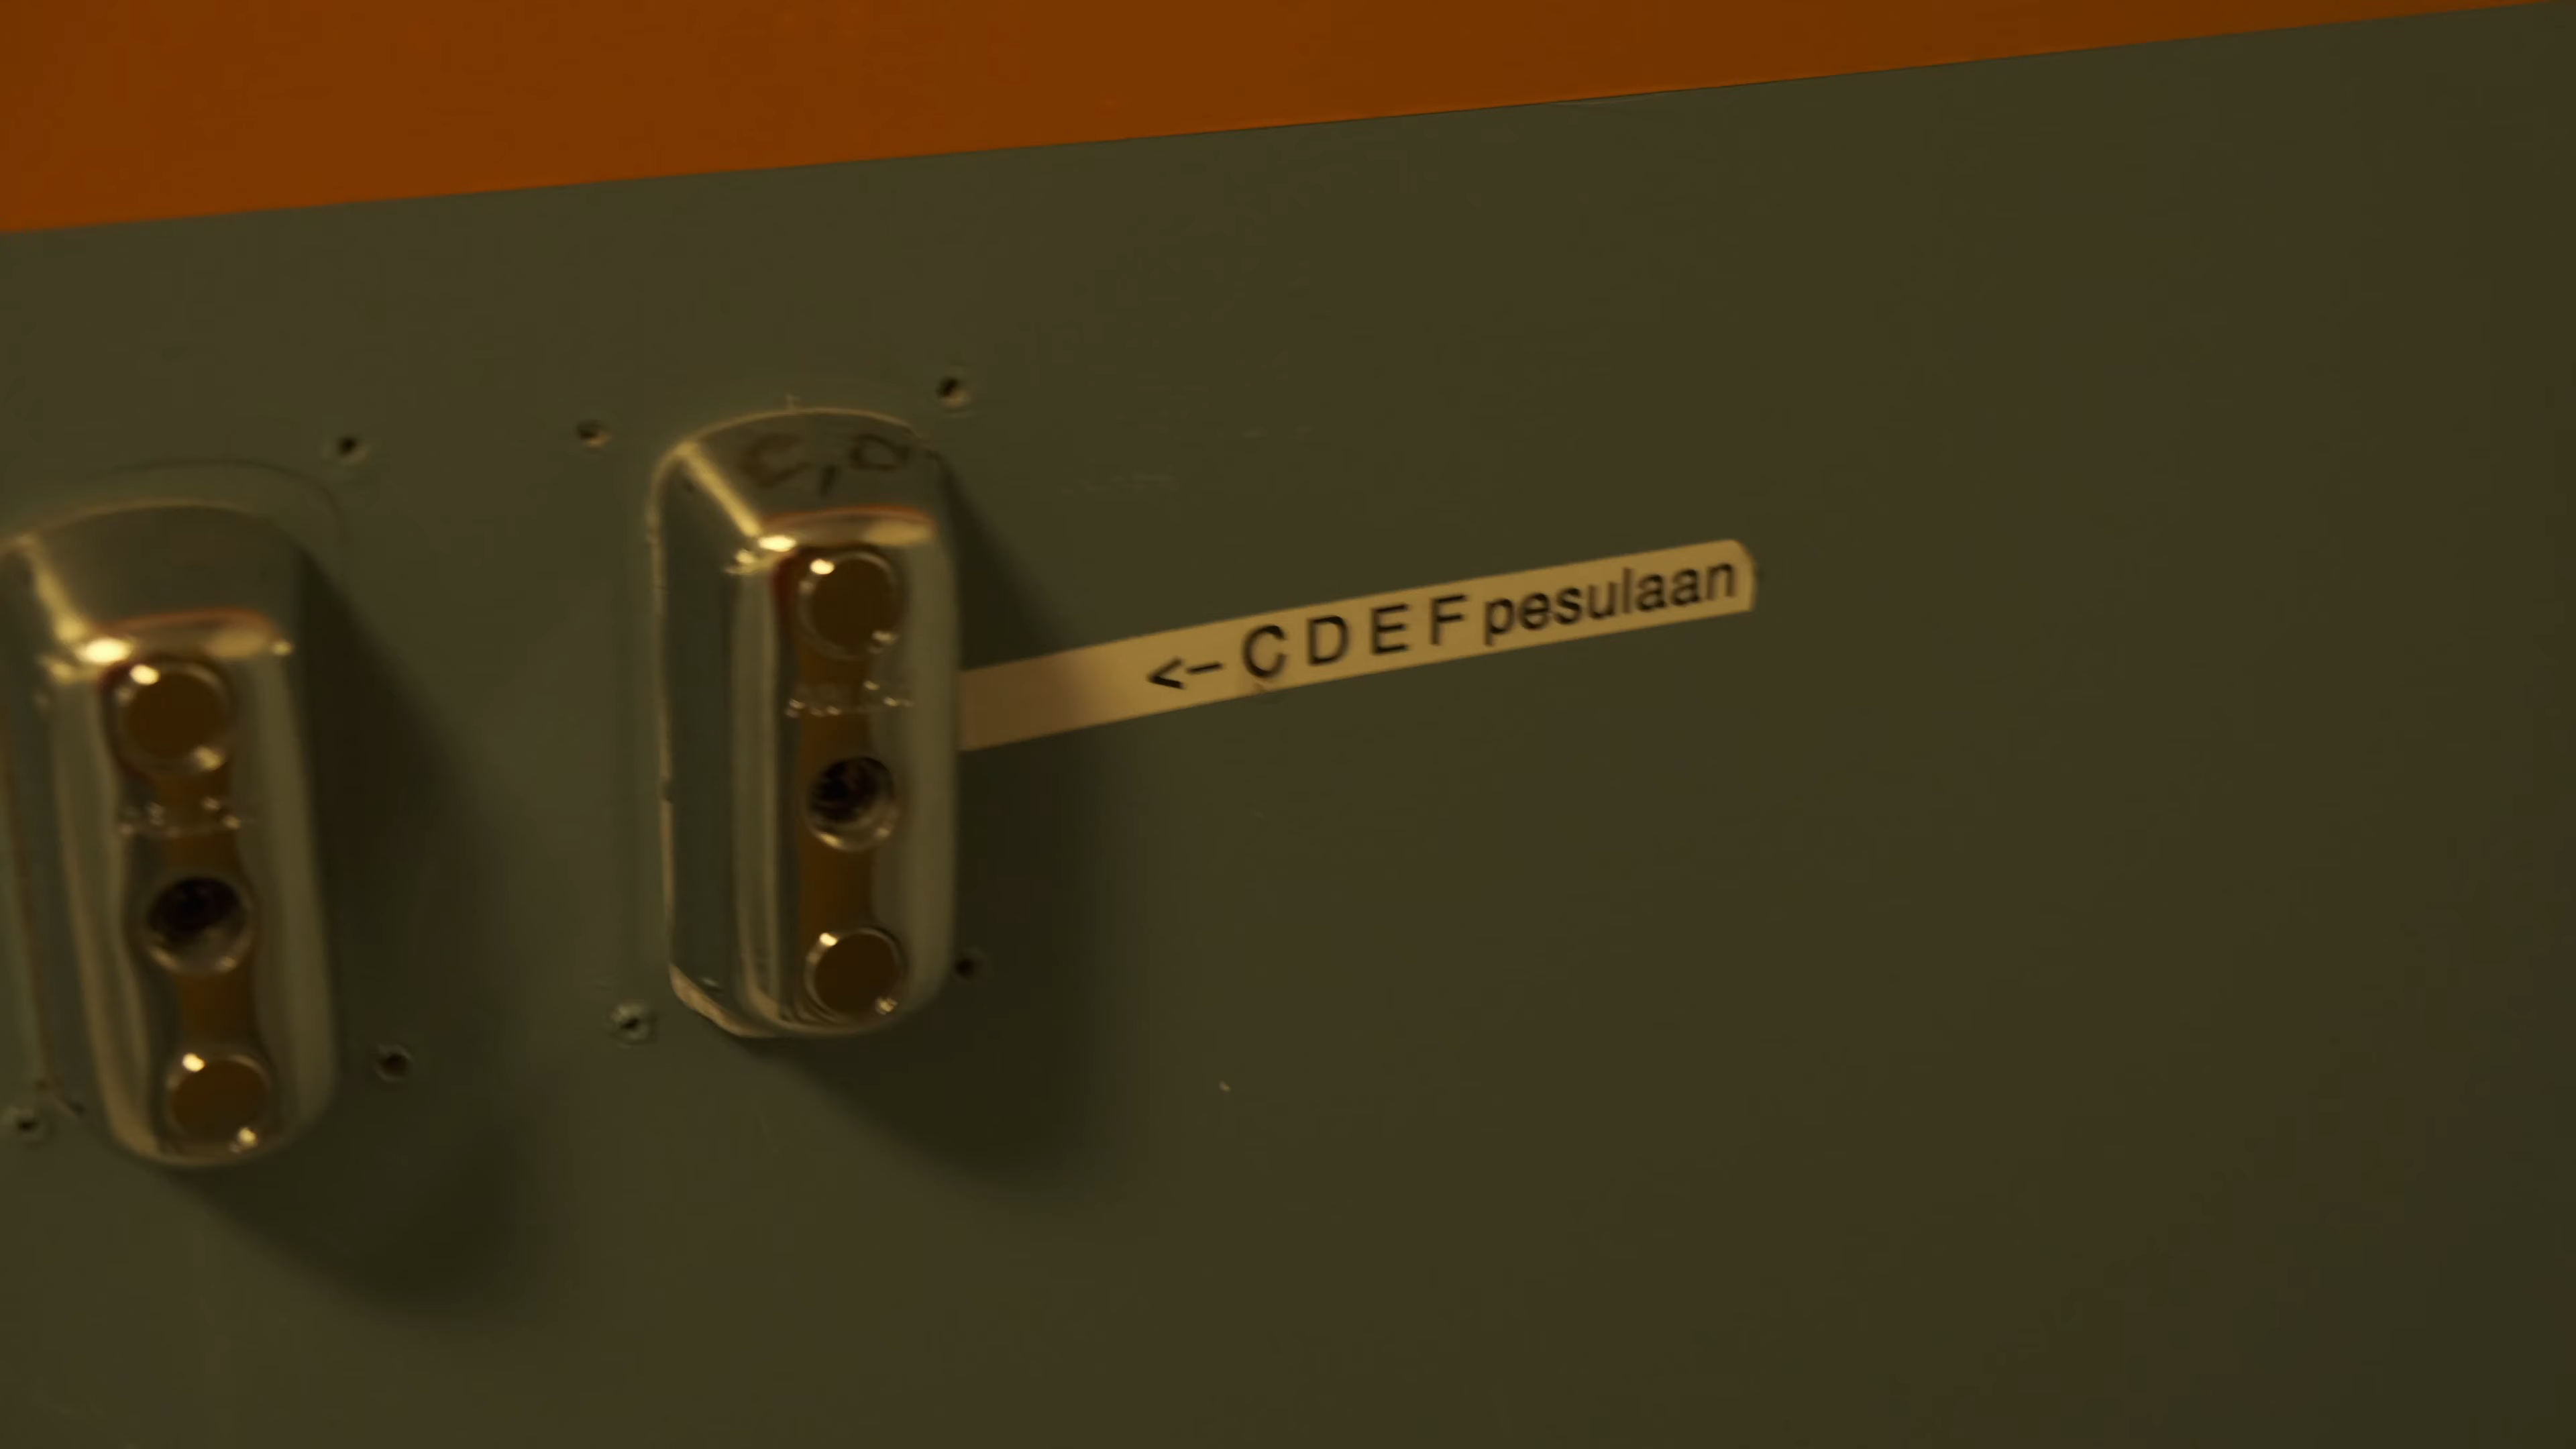 C, D
<– C D E F pesulaan